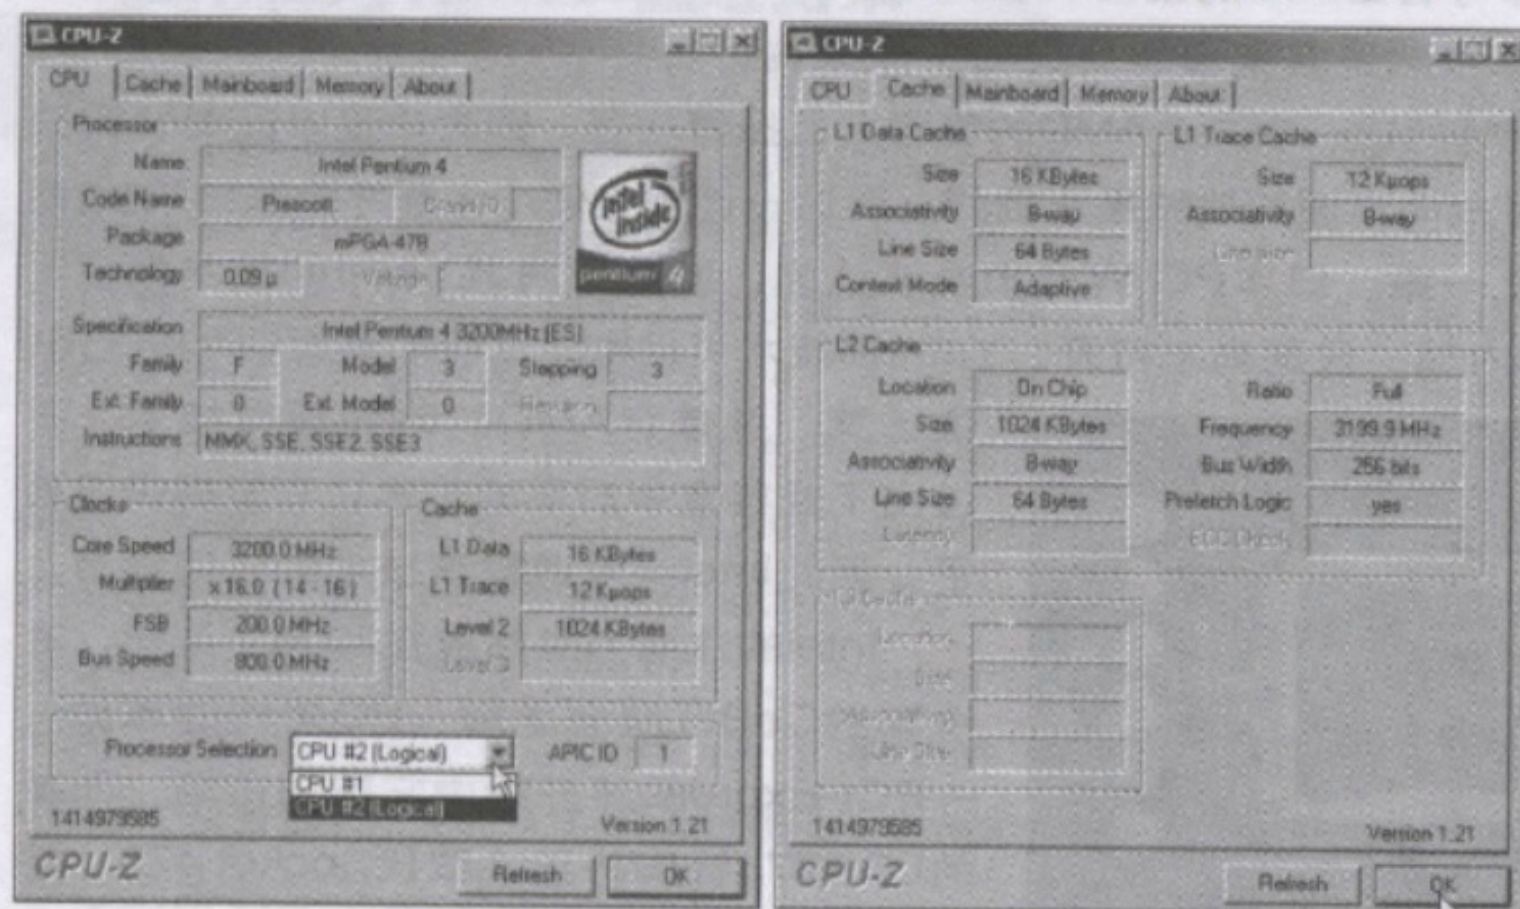 CPU-Z
CPU Cache Mainboard Memory About
Processor
Name Intel Pentium 4
Code Name Prescott Brand ID
Package mPGA-478
Technology 0.09 µ Voltage
intel inside
pentium 4
Specification Intel Pentium 4 3200MHz [ES]
Family F Model 3 Stepping 3
Ext. Family 0 Ext. Model 0 Revision
Instructions MMX, SSE, SSE2, SSE3
Clocks
Core Speed 3200.0 MHz
Multiplier x 16.0 ( 14 - 16 )
FSB 200.0 MHz
Bus Speed 800.0 MHz
Cache
L1 Data 16 KBytes
L1 Trace 12 Kµops
Level 2 1024 KBytes
Level 3
Processor Selection CPU #2 (Logical) APIC ID 1
CPU #1
CPU #2 (Logical)
1414979585 Version 1.21
CPU-Z Refresh OK
CPU-Z
CPU Cache Mainboard Memory About
L1 Data Cache
Size 16 KBytes
Associativity 8-way
Line Size 64 Bytes
Context Mode Adaptive
L1 Trace Cache
Size 12 Kµops
Associativity 8-way
Line Size
L2 Cache
Location On Chip Ratio Full
Size 1024 KBytes Frequency 3199.9 MHz
Associativity 8-way Bus Width 256 bits
Line Size 64 Bytes Prefetch Logic yes
Latency ECC Check
L3 Cache
Location
Size
Associativity
Line Size
1414979585 Version 1.21
CPU-Z Refresh OK